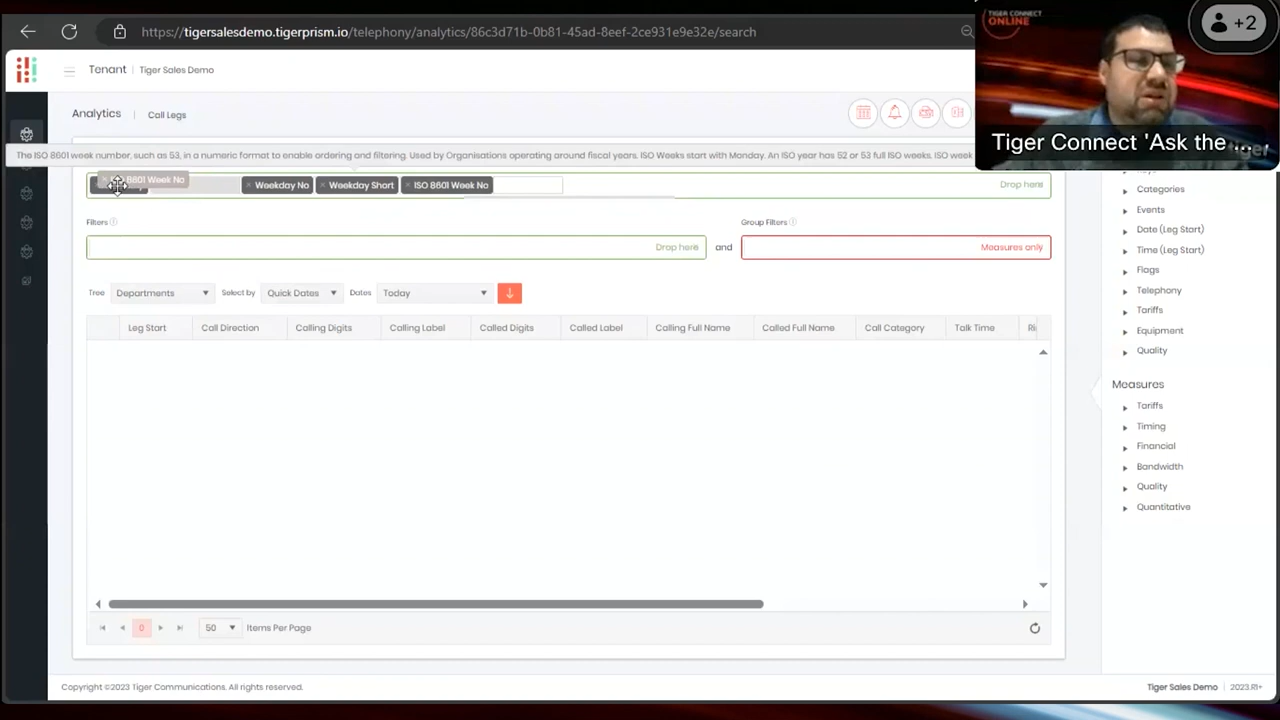 https://tigersalesdemo.tigerprism.io/telephony/analytics/86c3d71b-0b81-45ad-8eef-2ce931e9e32e/search
TIGER CONNECT
ONLINE
+2
Tenant Tiger Sales Demo
Analytics Call Legs
Tiger Connect 'Ask the ...
The ISO 8601 week number, such as 53, in a numeric format to enable ordering and filtering. Used by Organisations operating around fiscal years. ISO Weeks start with Monday. An ISO year has 52 or 53 full ISO weeks. ISO week
8601 Week No
× Weekday No × Weekday Short × ISO 8601 Week No Drop here
Filters Group Filters
Drop here and Measures only
Tree Departments Select by Quick Dates Dates Today
Leg Start Call Direction Calling Digits Calling Label Called Digits Called Label Calling Full Name Called Full Name Call Category Talk Time
0 50 Items Per Page
Categories
Events
Date (Leg Start)
Time (Leg Start)
Flags
Telephony
Tariffs
Equipment
Quality
Measures
Tariffs
Timing
Financial
Bandwidth
Quality
Quantitative
Copyright ©2023 Tiger Communications. All rights reserved. Tiger Sales Demo 2023.R1+